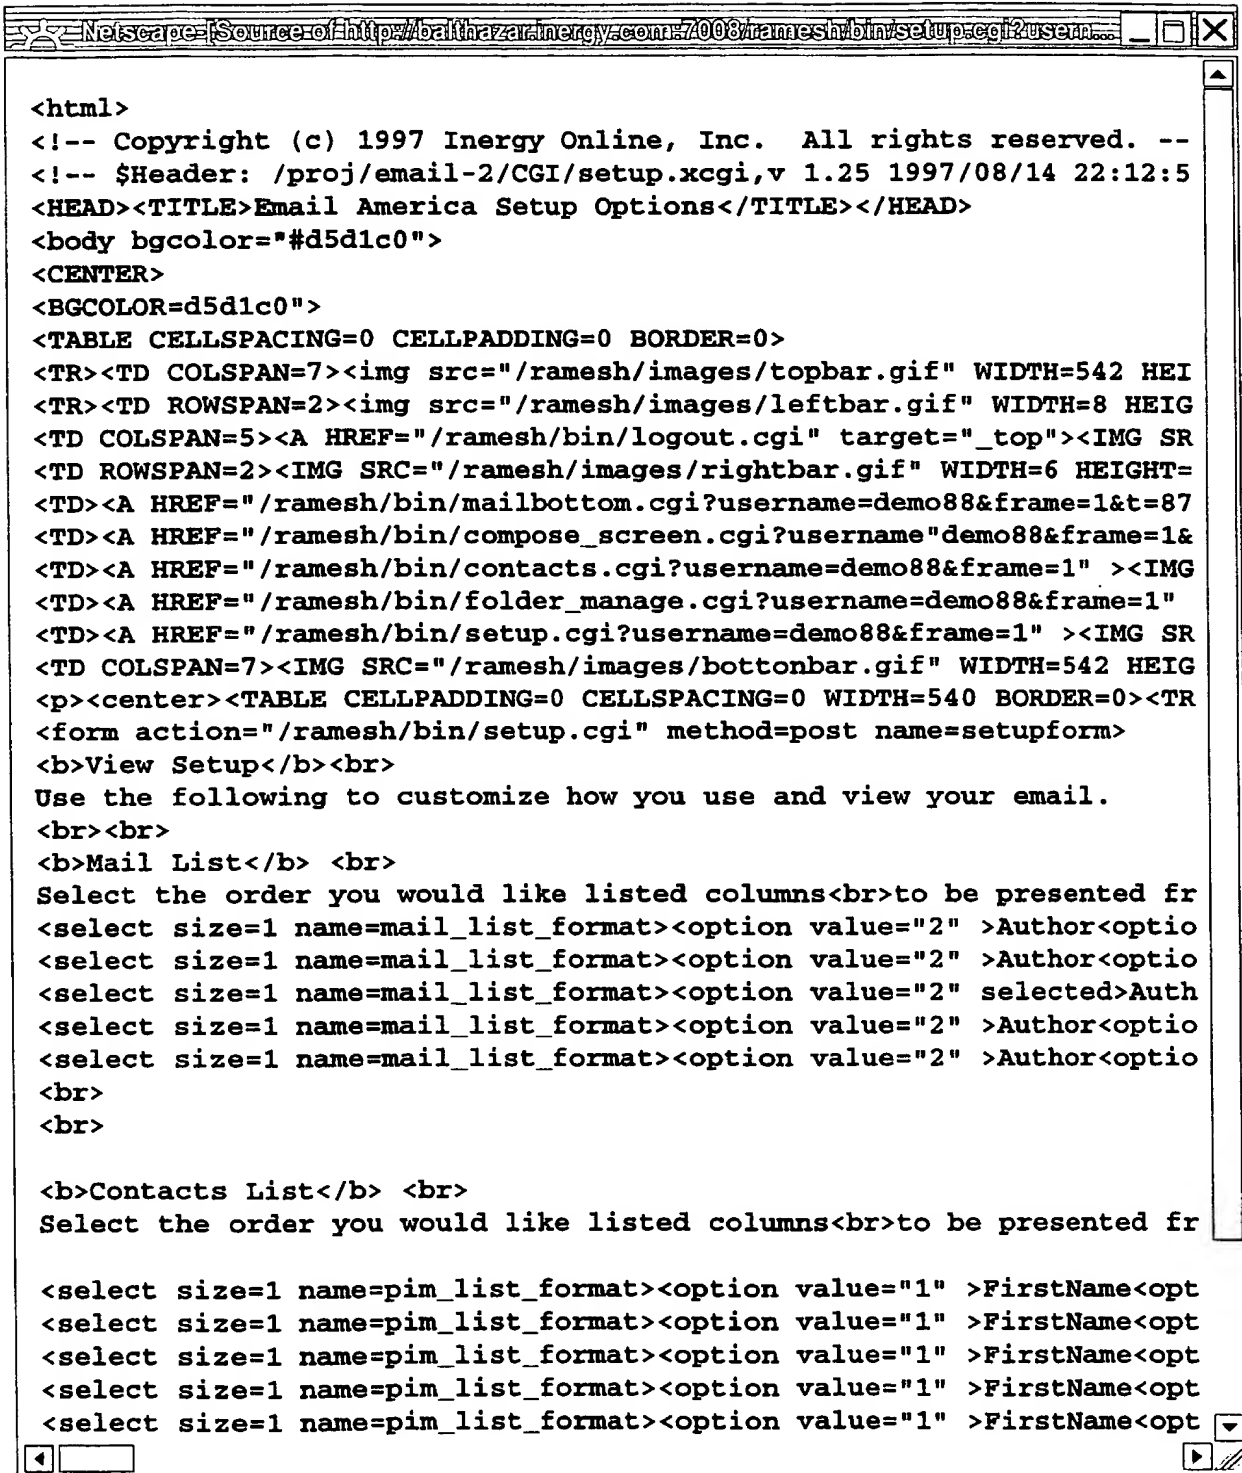 Netscape-[Source of http://balthazar.inergy.com:7008/ramesh/bin/setup.cgi?usern...
<html>
<!-- Copyright (c) 1997 Inergy Online, Inc.  All rights reserved. --
<!-- $Header: /proj/email-2/CGI/setup.xcgi,v 1.25 1997/08/14 22:12:5
<HEAD><TITLE>Email America Setup Options</TITLE></HEAD>
<body bgcolor="#d5d1c0">
<CENTER>
<BGCOLOR=d5d1c0">
<TABLE CELLSPACING=0 CELLPADDING=0 BORDER=0>
<TR><TD COLSPAN=7><img src="/ramesh/images/topbar.gif" WIDTH=542 HEI
<TR><TD ROWSPAN=2><img src="/ramesh/images/leftbar.gif" WIDTH=8 HEIG
<TD COLSPAN=5><A HREF="/ramesh/bin/logout.cgi" target="_top"><IMG SR
<TD ROWSPAN=2><IMG SRC="/ramesh/images/rightbar.gif" WIDTH=6 HEIGHT=
<TD><A HREF="/ramesh/bin/mailbottom.cgi?username=demo88&frame=1&t=87
<TD><A HREF="/ramesh/bin/compose_screen.cgi?username"demo88&frame=1&
<TD><A HREF="/ramesh/bin/contacts.cgi?username=demo88&frame=1" ><IMG
<TD><A HREF="/ramesh/bin/folder_manage.cgi?username=demo88&frame=1"
<TD><A HREF="/ramesh/bin/setup.cgi?username=demo88&frame=1" ><IMG SR
<TD COLSPAN=7><IMG SRC="/ramesh/images/bottonbar.gif" WIDTH=542 HEIG
<p><center><TABLE CELLPADDING=0 CELLSPACING=0 WIDTH=540 BORDER=0><TR
<form action="/ramesh/bin/setup.cgi" method=post name=setupform>
<b>View Setup</b><br>
Use the following to customize how you use and view your email.
<br><br>
<b>Mail List</b> <br>
Select the order you would like listed columns<br>to be presented fr
<select size=1 name=mail_list_format><option value="2" >Author<optio
<select size=1 name=mail_list_format><option value="2" >Author<optio
<select size=1 name=mail_list_format><option value="2" selected>Auth
<select size=1 name=mail_list_format><option value="2" >Author<optio
<select size=1 name=mail_list_format><option value="2" >Author<optio
<br>
<br>
<b>Contacts List</b> <br>
Select the order you would like listed columns<br>to be presented fr
<select size=1 name=pim_list_format><option value="1" >FirstName<opt
<select size=1 name=pim_list_format><option value="1" >FirstName<opt
<select size=1 name=pim_list_format><option value="1" >FirstName<opt
<select size=1 name=pim_list_format><option value="1" >FirstName<opt
<select size=1 name=pim_list_format><option value="1" >FirstName<opt